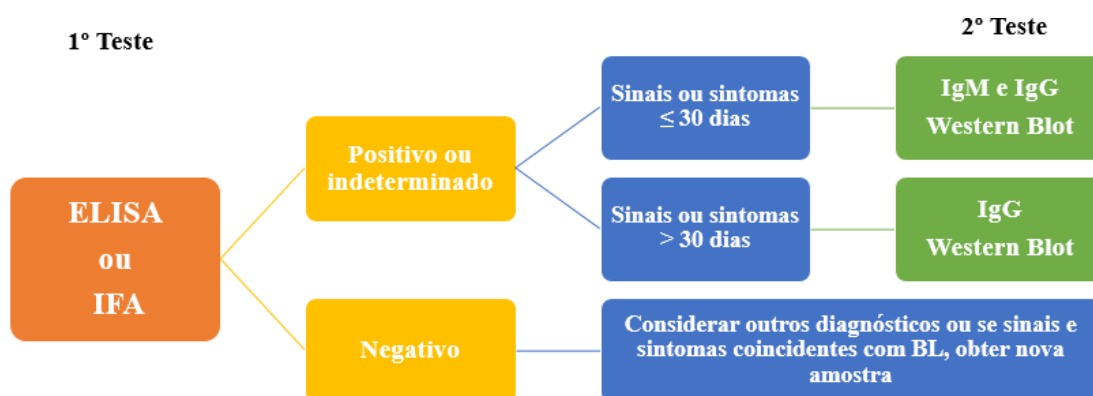 1º Teste
2º Teste
ELISA
ou
IFA
Positivo ou
indeterminado
Sinais ou sintomas
≤ 30 dias
IgM e IgG
Western Blot
Sinais ou sintomas
> 30 dias
IgG
Western Blot
Negativo
Considerar outros diagnósticos ou se sinais e
sintomas coincidentes com BL, obter nova
amostra